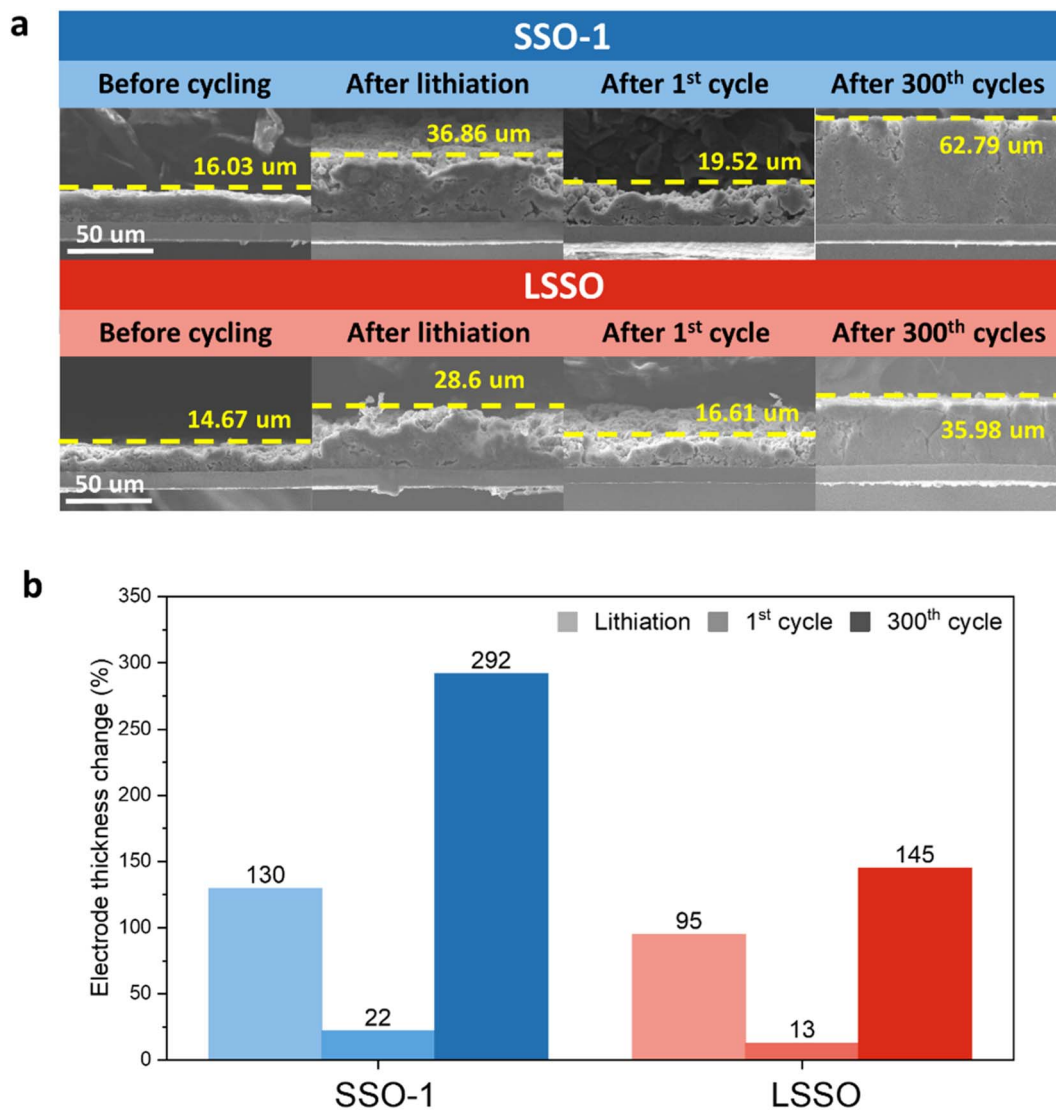 a
SSO-1
Before cycling After lithiation After 1st cycle After 300th cycles
16.03 um 36.86 um 19.52 um 62.79 um
50 um
LSSO
Before cycling After lithiation After 1st cycle After 300th cycles
14.67 um 28.6 um 16.61 um 35.98 um
50 um
b
Electrode thickness change (%)
350
300
250
200
150
100
50
0
Lithiation 1st cycle 300th cycle
130
22
292
95
13
145
SSO-1 LSSO